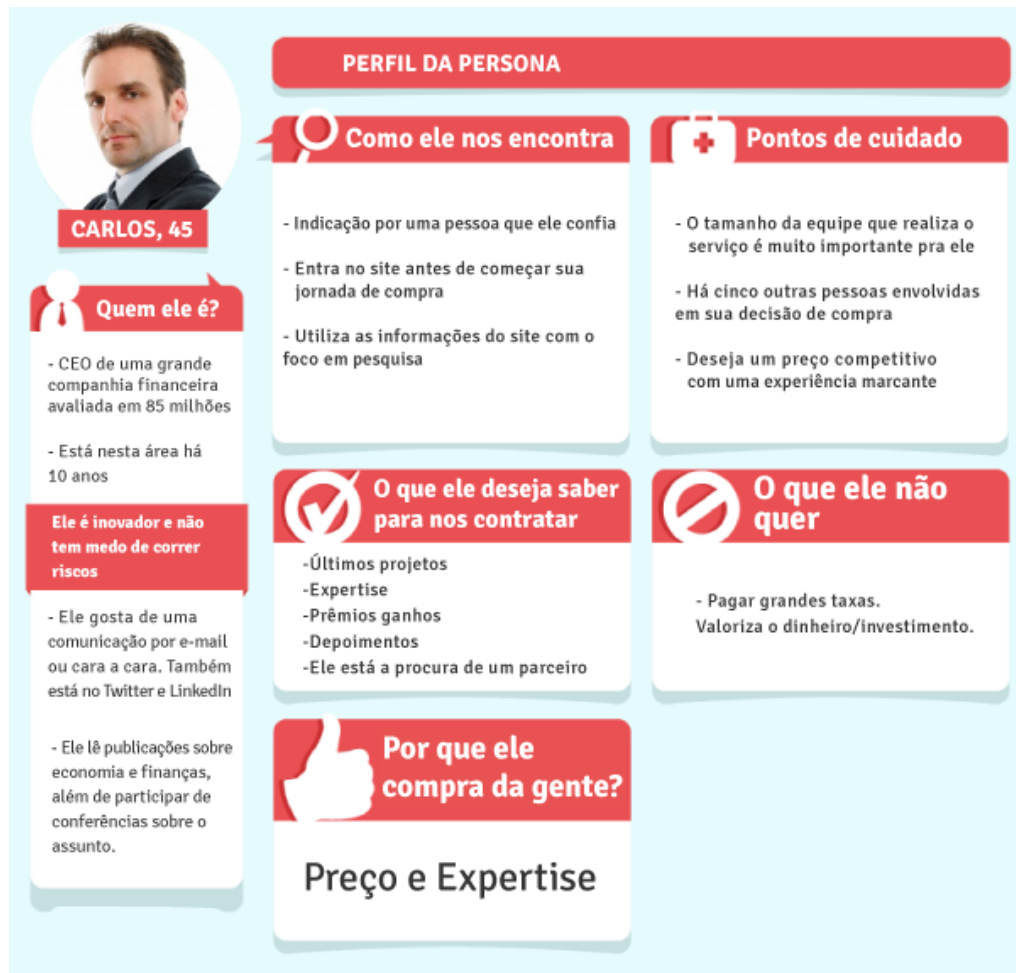 PERFIL DA PERSONA
CARLOS, 45
Quem ele é?
- CEO de uma grande
companhia financeira
avaliada em 85 milhões
- Está nesta área há
10 anos
Ele é inovador e não
tem medo de correr
riscos
- Ele gosta de uma
comunicação por e-mail
ou cara a cara. Também
está no Twitter e LinkedIn
- Ele lê publicações sobre
economia e finanças,
além de participar de
conferências sobre o
assunto.
Como ele nos encontra
- Indicação por uma pessoa que ele confia
- Entra no site antes de começar sua
jornada de compra
- Utiliza as informações do site com o
foco em pesquisa
Pontos de cuidado
- O tamanho da equipe que realiza o
serviço é muito importante pra ele
- Há cinco outras pessoas envolvidas
em sua decisão de compra
- Deseja um preço competitivo
com uma experiência marcante
O que ele deseja saber
para nos contratar
-Últimos projetos
-Expertise
-Prêmios ganhos
-Depoimentos
-Ele está a procura de um parceiro
O que ele não
quer
- Pagar grandes taxas.
Valoriza o dinheiro/investimento.
Por que ele
compra da gente?
Preço e Expertise